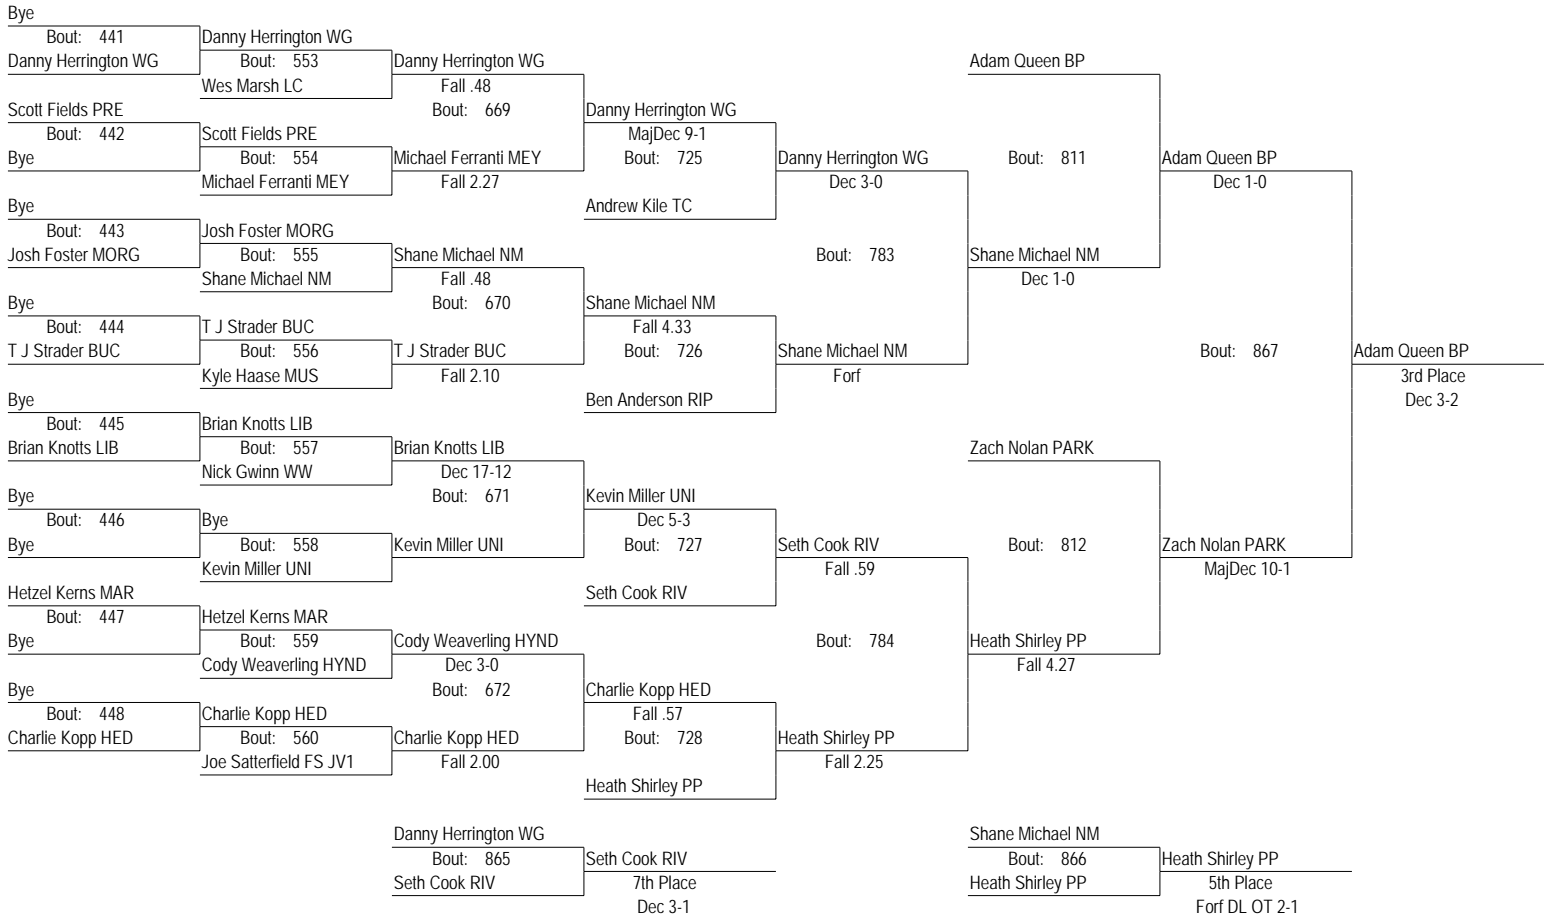 Bye
Bout: 441
Danny Herrington WG
Scott Fields PRE
Bout: 442
Bye
Bye
Bout: 443
Josh Foster MORG
Bye
Bout: 444
T J Strader BUC
Bye
Bout: 445
Brian Knotts LIB
Bye
Bout: 446
Bye
Hetzel Kerns MAR
Bout: 447
Bye
Bye
Bout: 448
Charlie Kopp HED
Danny Herrington WG
Bout: 553
Wes Marsh LC
Scott Fields PRE
Bout: 554
Michael Ferranti MEY
Josh Foster MORG
Bout: 555
Shane Michael NM
T J Strader BUC
Bout: 556
Kyle Haase MUS
Brian Knotts LIB
Bout: 557
Nick Gwinn WW
Bye
Bout: 558
Kevin Miller UNI
Hetzel Kerns MAR
Bout: 559
Cody Weaverling HYND
Charlie Kopp HED
Bout: 560
Joe Satterfield FS JV1
Danny Herrington WG
Fall .48
Bout: 669
Michael Ferranti MEY
Fall 2.27
Shane Michael NM
Fall .48
Bout: 670
T J Strader BUC
Fall 2.10
Brian Knotts LIB
Dec 17-12
Bout: 671
Kevin Miller UNI
Cody Weaverling HYND
Dec 3-0
Bout: 672
Charlie Kopp HED
Fall 2.00
Danny Herrington WG
MajDec 9-1
Bout: 725
Andrew Kile TC
Shane Michael NM
Fall 4.33
Bout: 726
Ben Anderson RIP
Kevin Miller UNI
Dec 5-3
Bout: 727
Seth Cook RIV
Charlie Kopp HED
Fall .57
Bout: 728
Heath Shirley PP
Danny Herrington WG
Dec 3-0
Bout: 783
Shane Michael NM
Forf
Seth Cook RIV
Fall .59
Bout: 784
Heath Shirley PP
Fall 2.25
Adam Queen BP
Bout: 811
Shane Michael NM
Dec 1-0
Zach Nolan PARK
Bout: 812
Heath Shirley PP
Fall 4.27
Adam Queen BP
Dec 1-0
Bout: 867
Zach Nolan PARK
MajDec 10-1
Adam Queen BP
3rd Place
Dec 3-2
Danny Herrington WG
Bout: 865
Seth Cook RIV
Seth Cook RIV
7th Place
Dec 3-1
Shane Michael NM
Bout: 866
Heath Shirley PP
Heath Shirley PP
5th Place
Forf DL OT 2-1